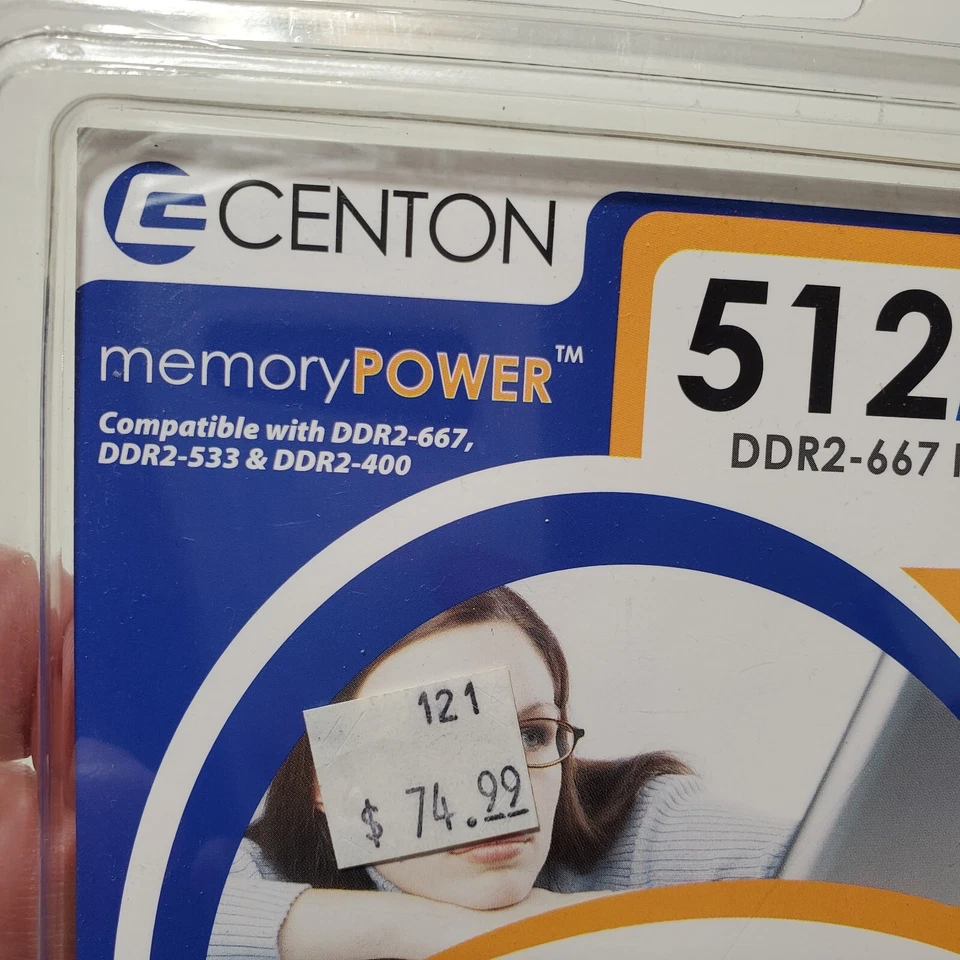 CENTON
memoryPOWER™
Compatible with DDR2-667,
DDR2-533 & DDR2-400
512
DDR2-667
121
$ 74.99